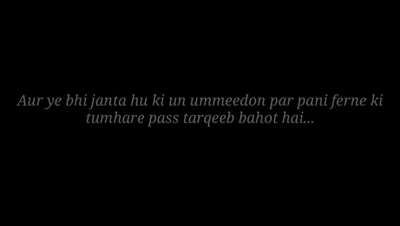 Aur ye bhi janta hu ki un ummeedon par pani ferne ki
tumhare pass tarqeeb bahot hai...